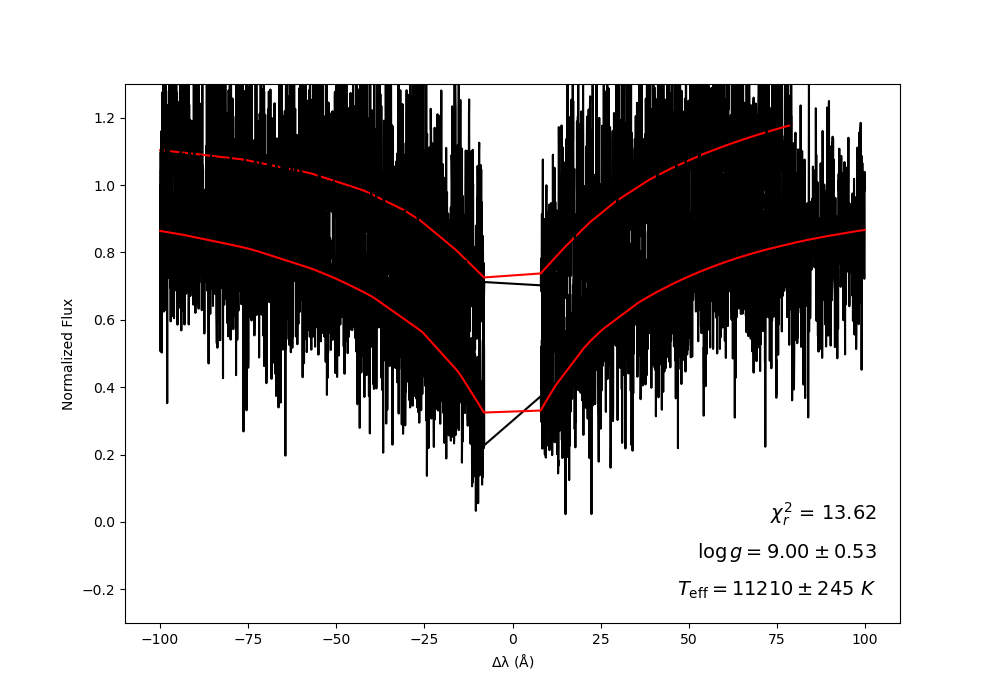 1.2
1.0
0.8
0.6
0.4
0.2
0.0
−0.2
Normalized Flux
χ²ᵣ = 13.62
log g = 9.00 ± 0.53
T_eff = 11210 ± 245 K
−100 −75 −50 −25 0 25 50 75 100
Δλ (Å)